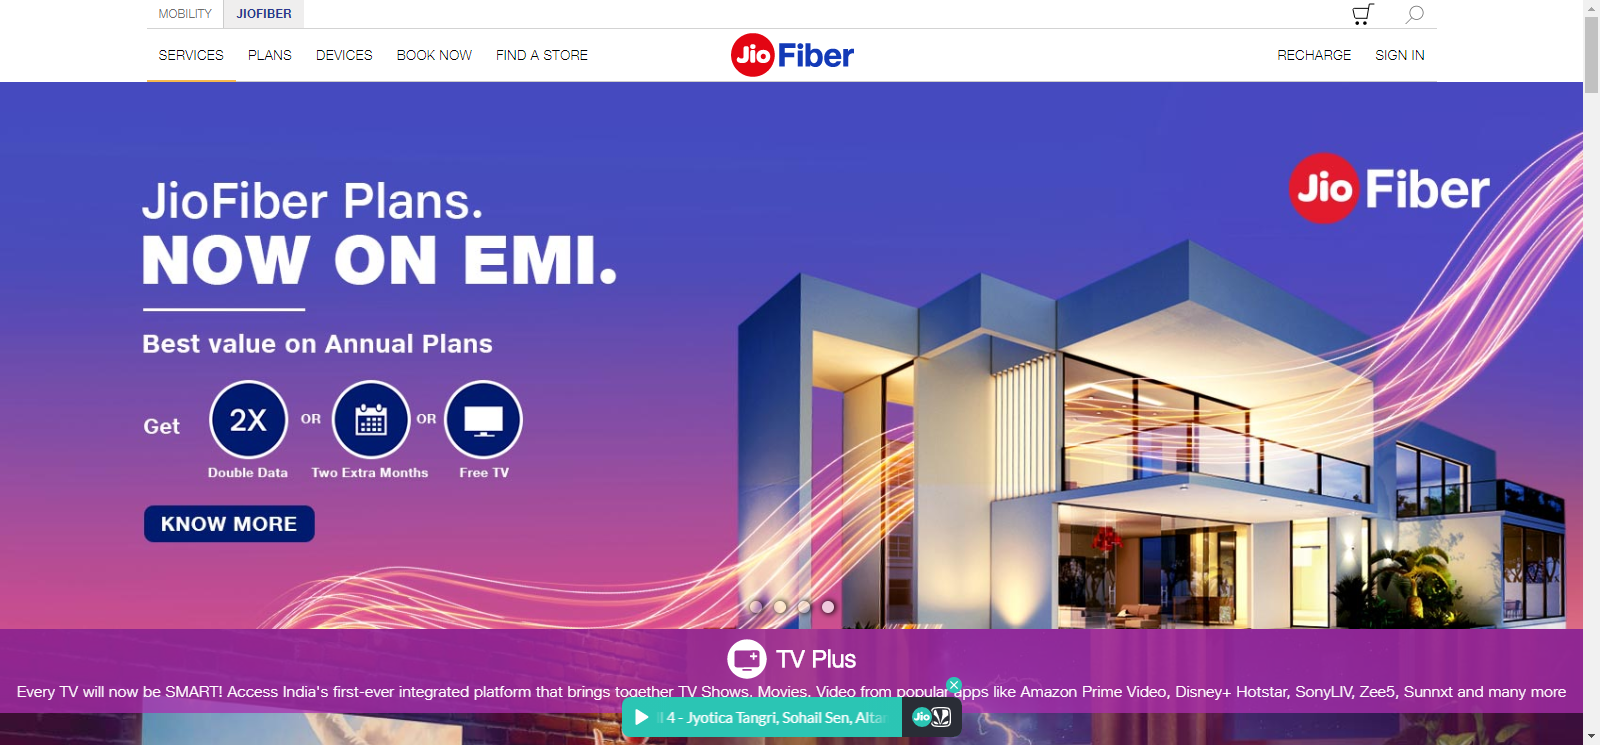 MOBILITY JIOFIBER
SERVICES PLANS DEVICES BOOK NOW FIND A STORE Jio Fiber RECHARGE SIGN IN
Jio Fiber
JioFiber Plans.
NOW ON EMI.
Best value on Annual Plans
Get 2X OR OR
Double Data Two Extra Months Free TV
KNOW MORE
TV Plus
Every TV will now be SMART! Access India's first-ever integrated platform that brings together TV Shows, Movies, Video from popular apps like Amazon Prime Video, Disney+ Hotstar, SonyLIV, Zee5, Sunnxt and many more
4 - Jyotica Tangri, Sohail Sen, Jio